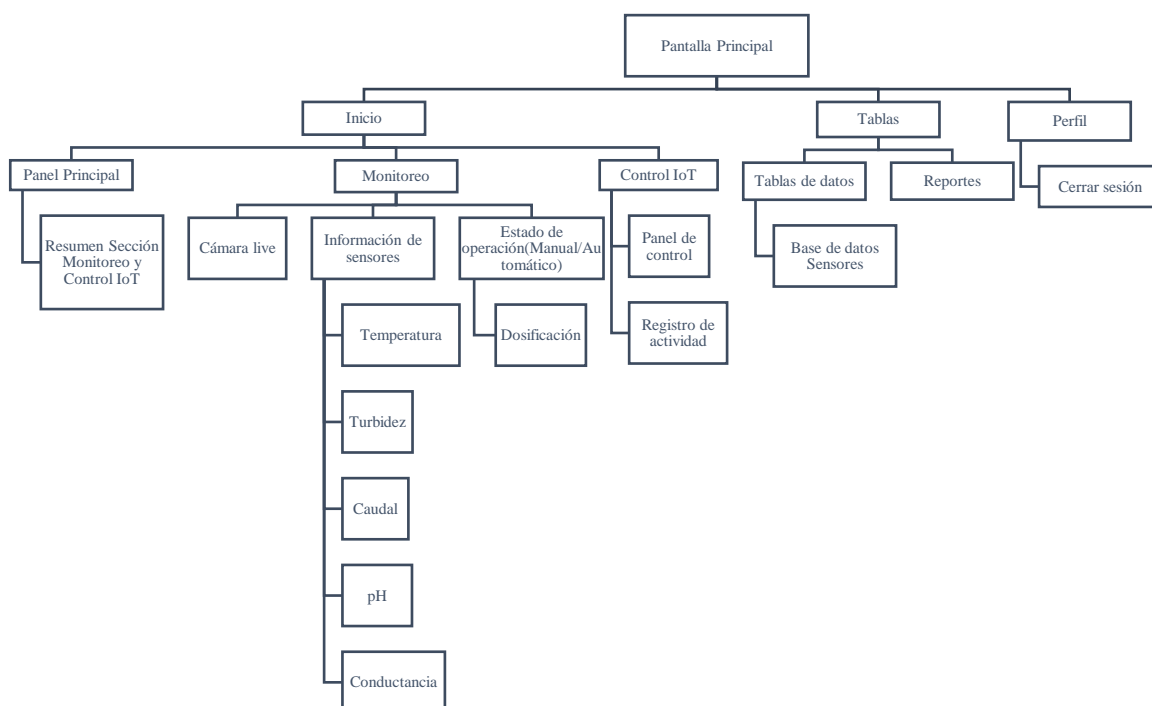 Pantalla Principal
Inicio
Tablas
Perfil
Panel Principal
Monitoreo
Control IoT
Tablas de datos
Reportes
Cerrar sesión
Resumen Sección
Monitoreo y
Control IoT
Cámara live
Información de
sensores
Estado de
operación(Manual/Au
tomático)
Panel de
control
Base de datos
Sensores
Temperatura
Dosificación
Registro de
actividad
Turbidez
Caudal
pH
Conductancia